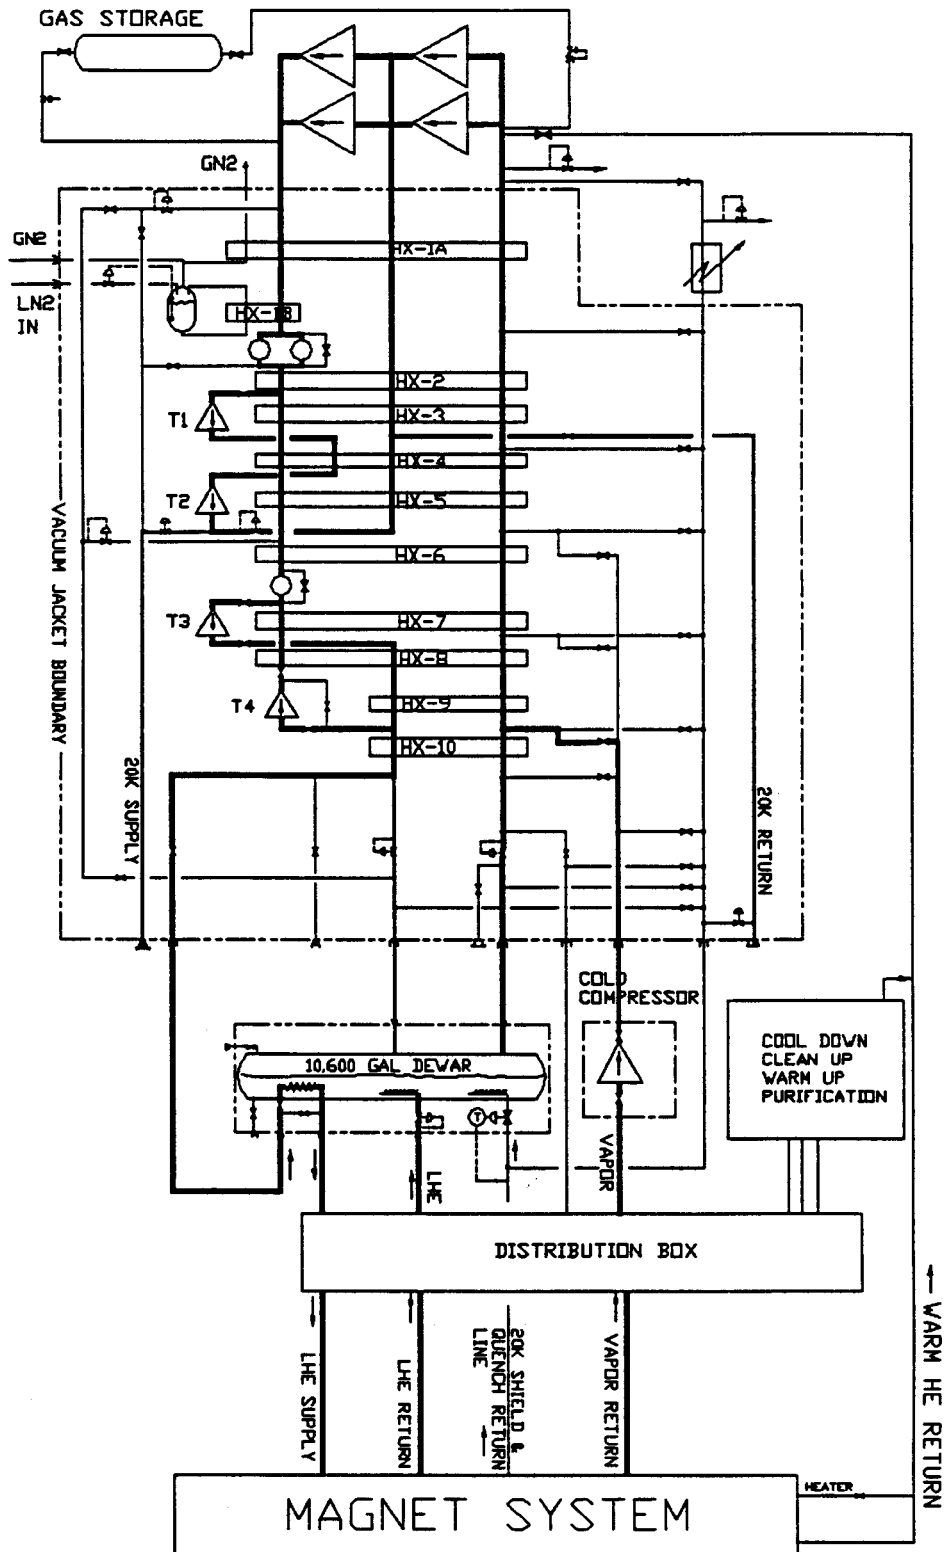 GAS STORAGE
GN2
GN2
LN2
IN
HX-1A
HX-1B
HX-2
T1
HX-3
HX-4
T2
HX-5
HX-6
T3
HX-7
HX-8
T4
HX-9
HX-10
VACUUM JACKET BOUNDARY
20K SUPPLY
20K RETURN
COLD
COMPRESSOR
COOL DOWN
CLEAN UP
WARM UP
PURIFICATION
10,600 GAL DEWAR
T
LHE
VAPOR
DISTRIBUTION BOX
LHE SUPPLY
LHE RETURN
20K SHIELD &
QUENCH RETURN
LINE
VAPOR RETURN
WARM HE RETURN
HEATER
MAGNET SYSTEM